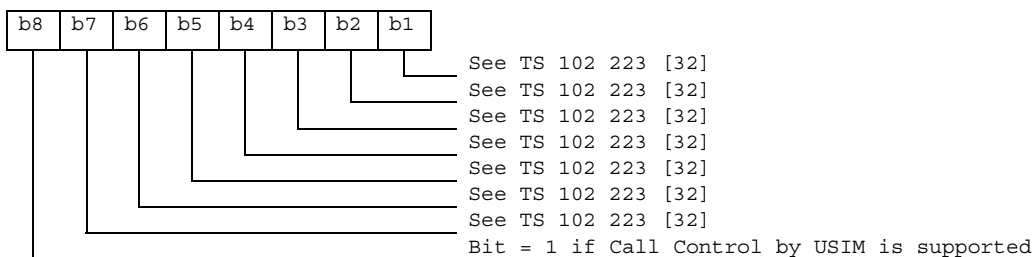 b8 b7 b6 b5 b4 b3 b2 b1
See TS 102 223 [32]
See TS 102 223 [32]
See TS 102 223 [32]
See TS 102 223 [32]
See TS 102 223 [32]
See TS 102 223 [32]
See TS 102 223 [32]
Bit = 1 if Call Control by USIM is supported